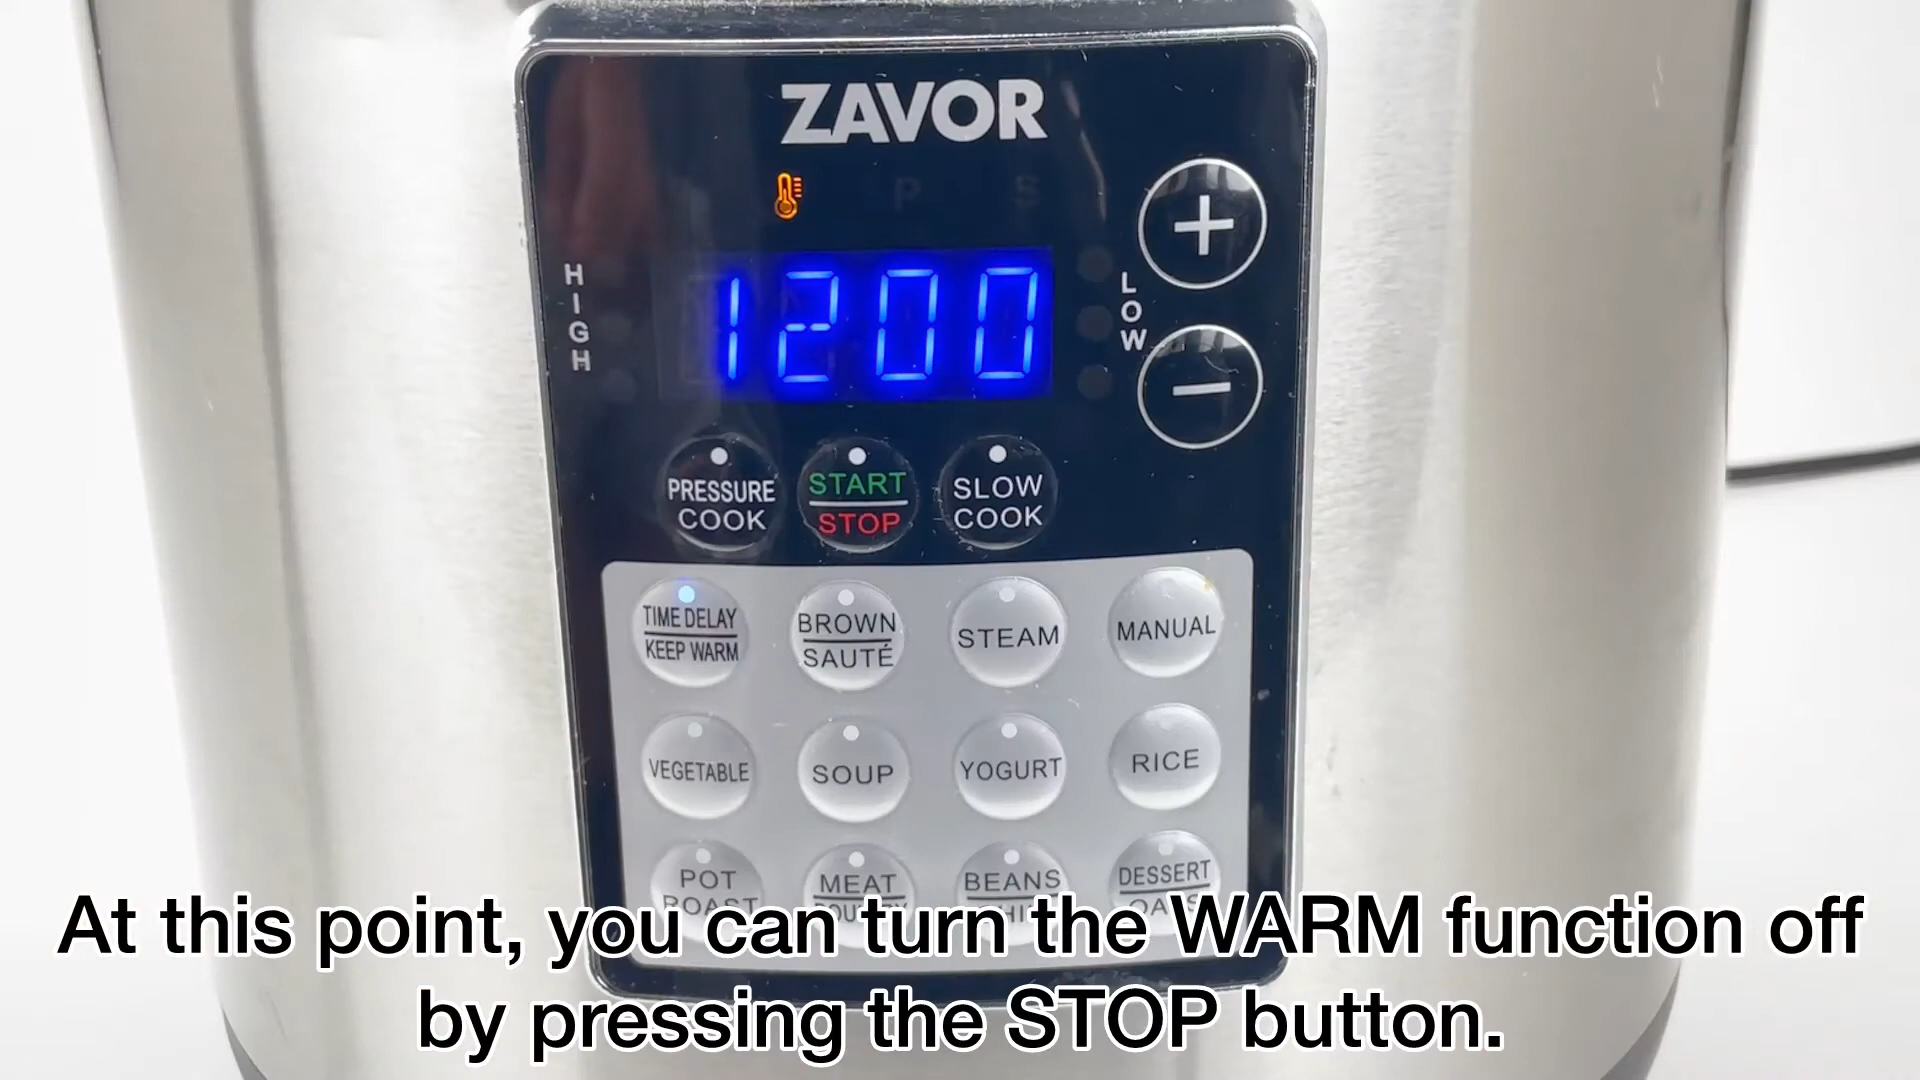 ZAVOR
P S
HIGH
1200
LOW
+
−
PRESSURE
COOK
START
STOP
SLOW
COOK
TIME DELAY
KEEP WARM
BROWN
SAUTÉ
STEAM
MANUAL
VEGETABLE
SOUP
YOGURT
RICE
POT
ROAST
MEAT
BEANS
DESSERT
At this point, you can turn the WARM function off
by pressing the STOP button.